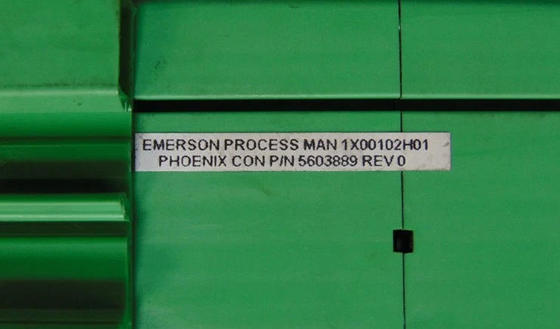 EMERSON PROCESS MAN 1X00102H01
PHOENIX CON P/N 5603889 REV 0